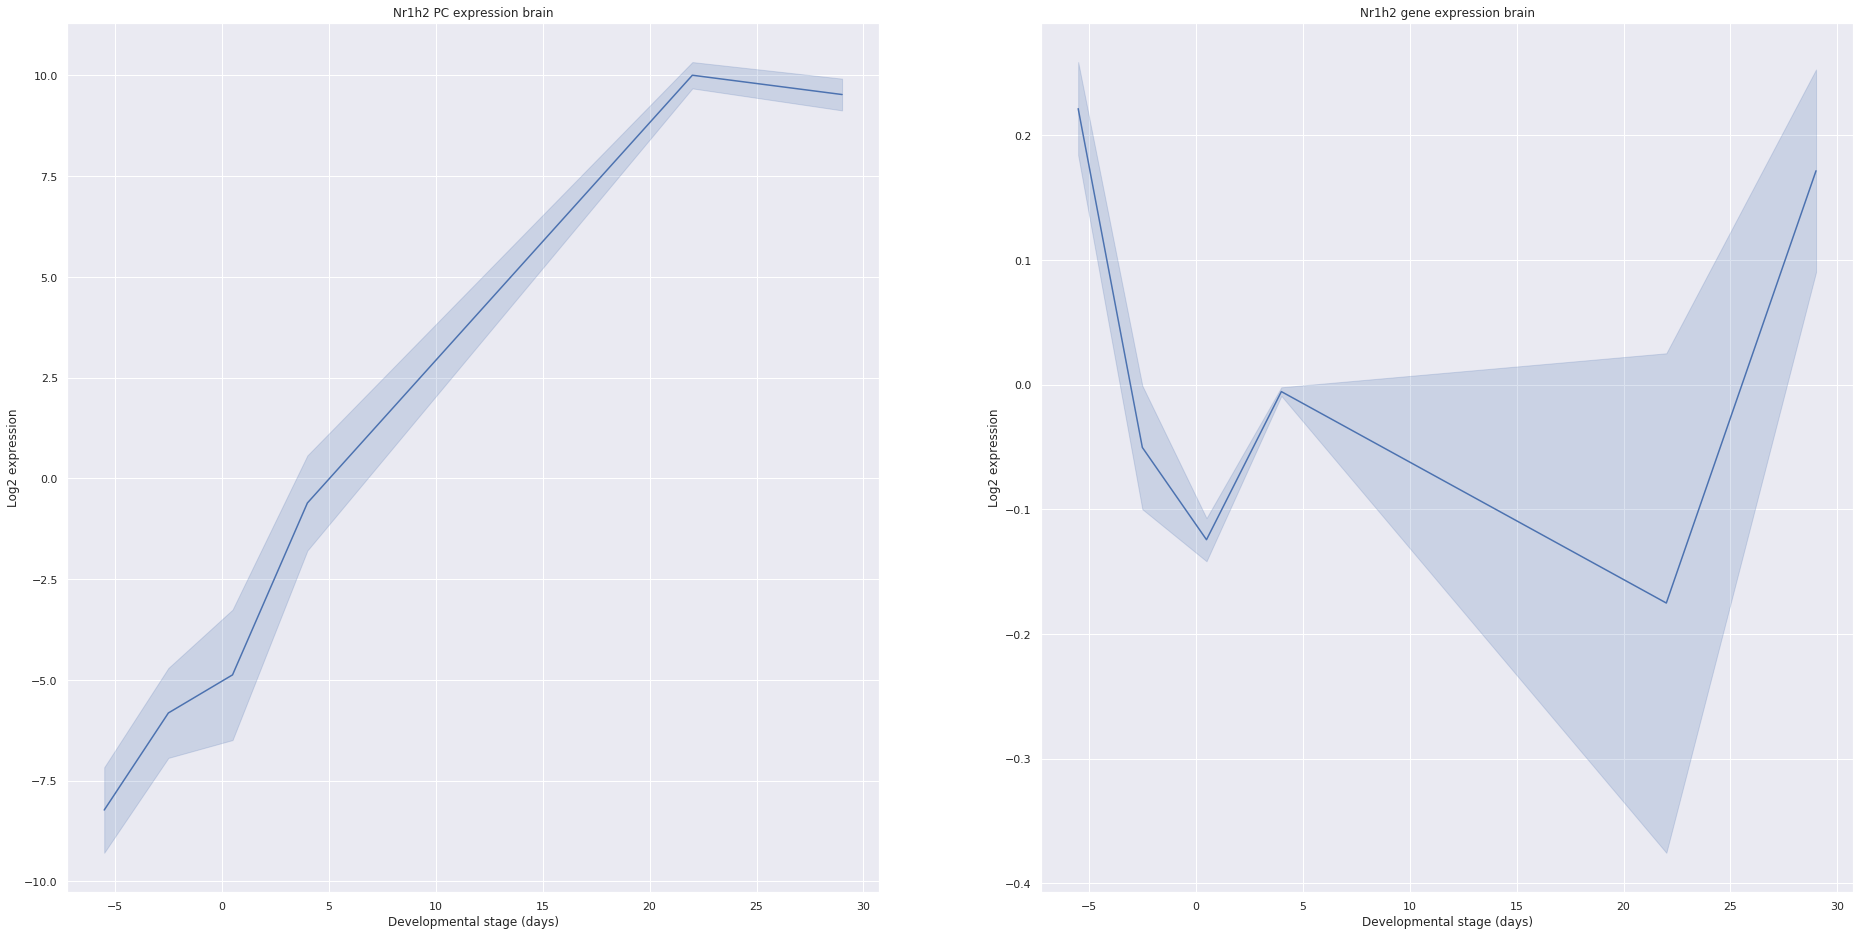 Nr1h2 PC expression brain
10.0
7.5
5.0
2.5
0.0
−2.5
−5.0
−7.5
−10.0
Log2 expression
−5 0 5 10 15 20 25 30
Developmental stage (days)
Nr1h2 gene expression brain
0.2
0.1
0.0
−0.1
−0.2
−0.3
−0.4
Log2 expression
−5 0 5 10 15 20 25 30
Developmental stage (days)